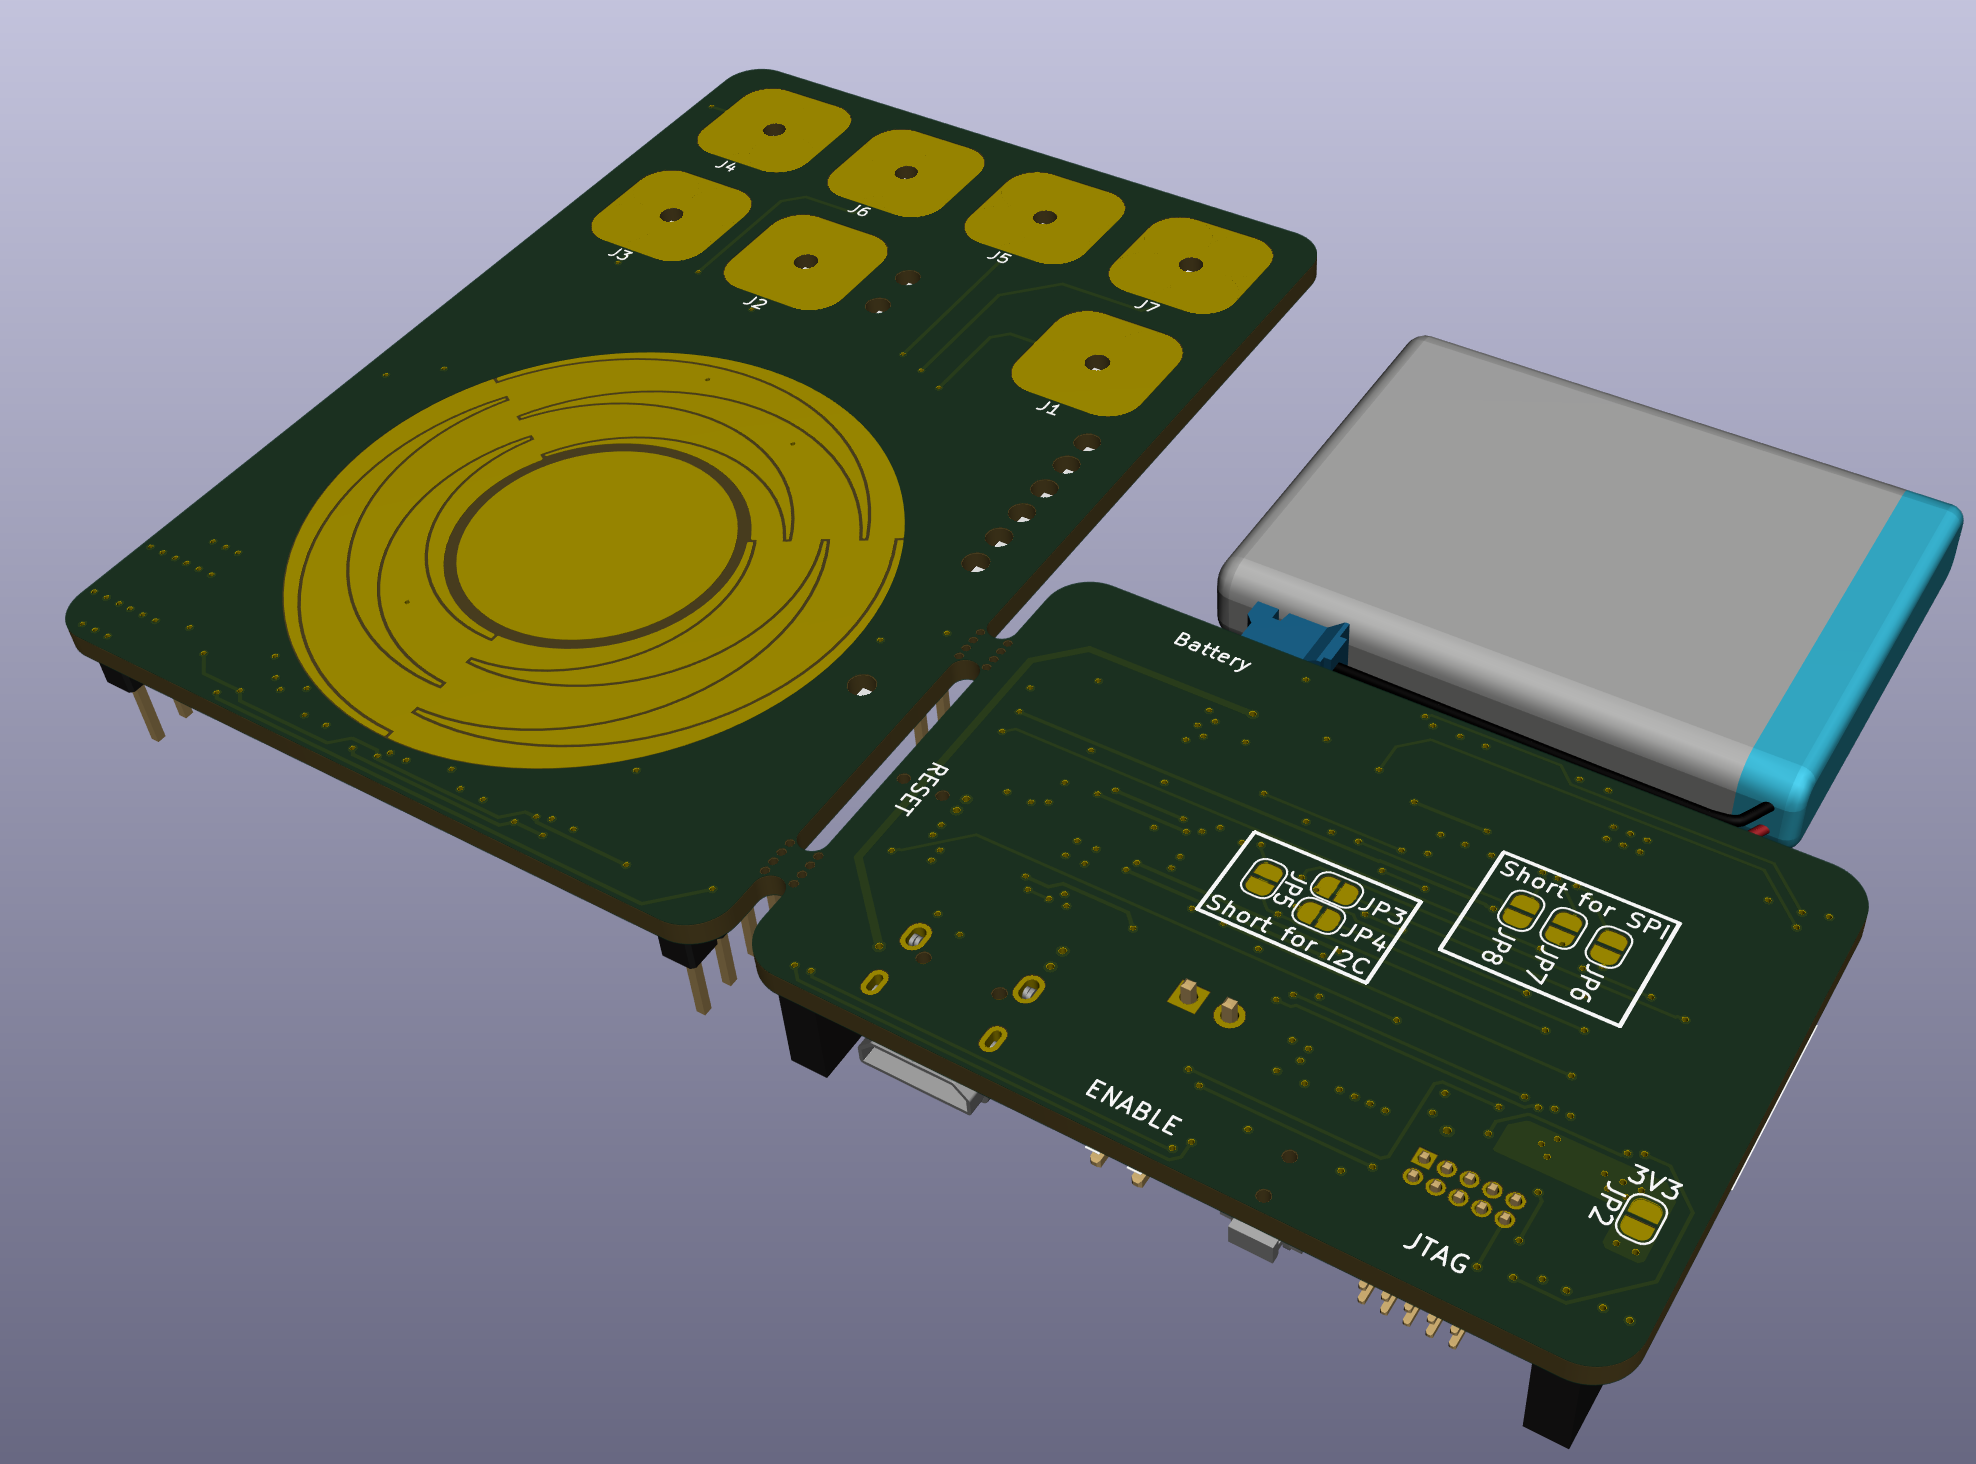 J4
J6
J3
J5
J2
J7
J1
Battery
RESET
JP5
JP3
JP4
Short for I2C
Short for SPI
JP8
JP7
JP6
ENABLE
3V3
JP2
JTAG